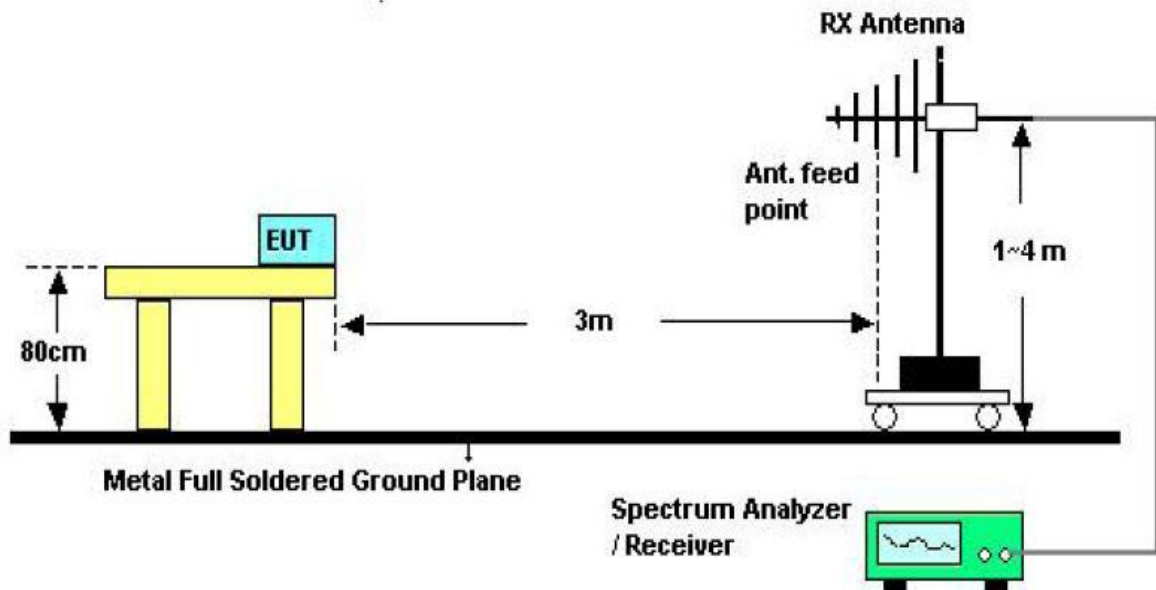 RX Antenna
Ant. feed
point
EUT
1~4 m
3m
80cm
Metal Full Soldered Ground Plane
Spectrum Analyzer
/ Receiver